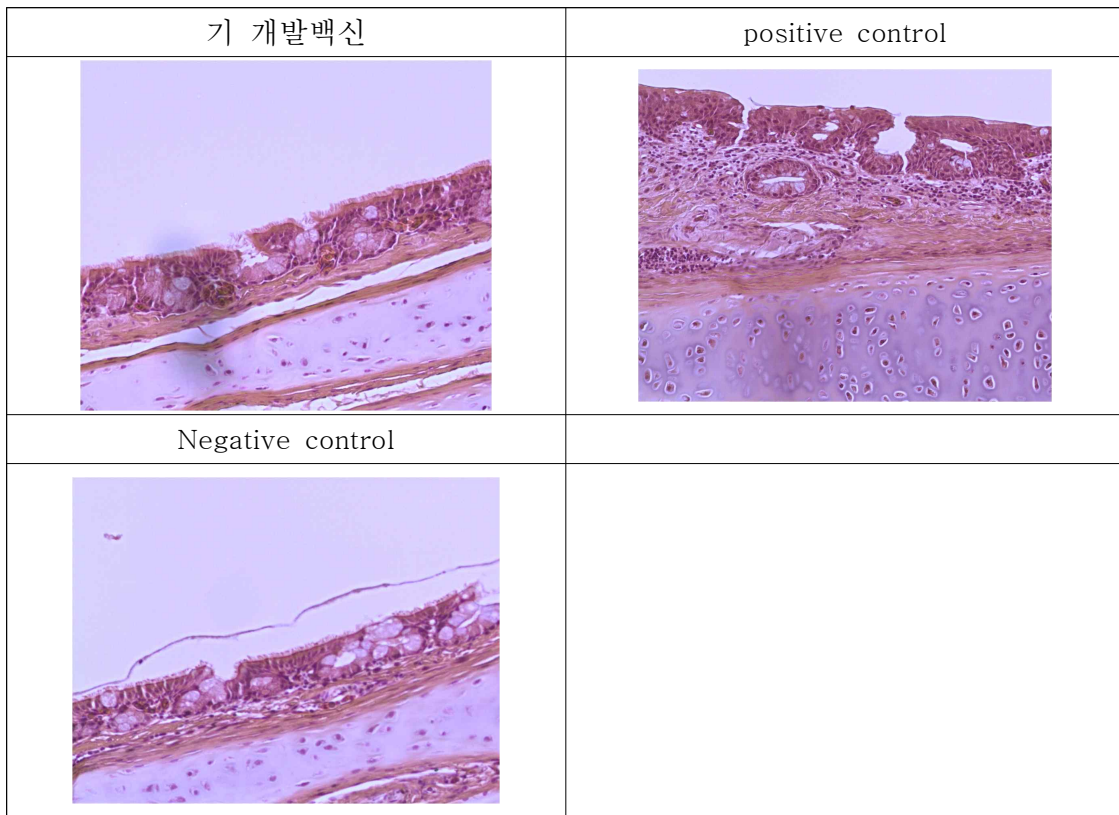 기 개발백신
positive control
Negative control